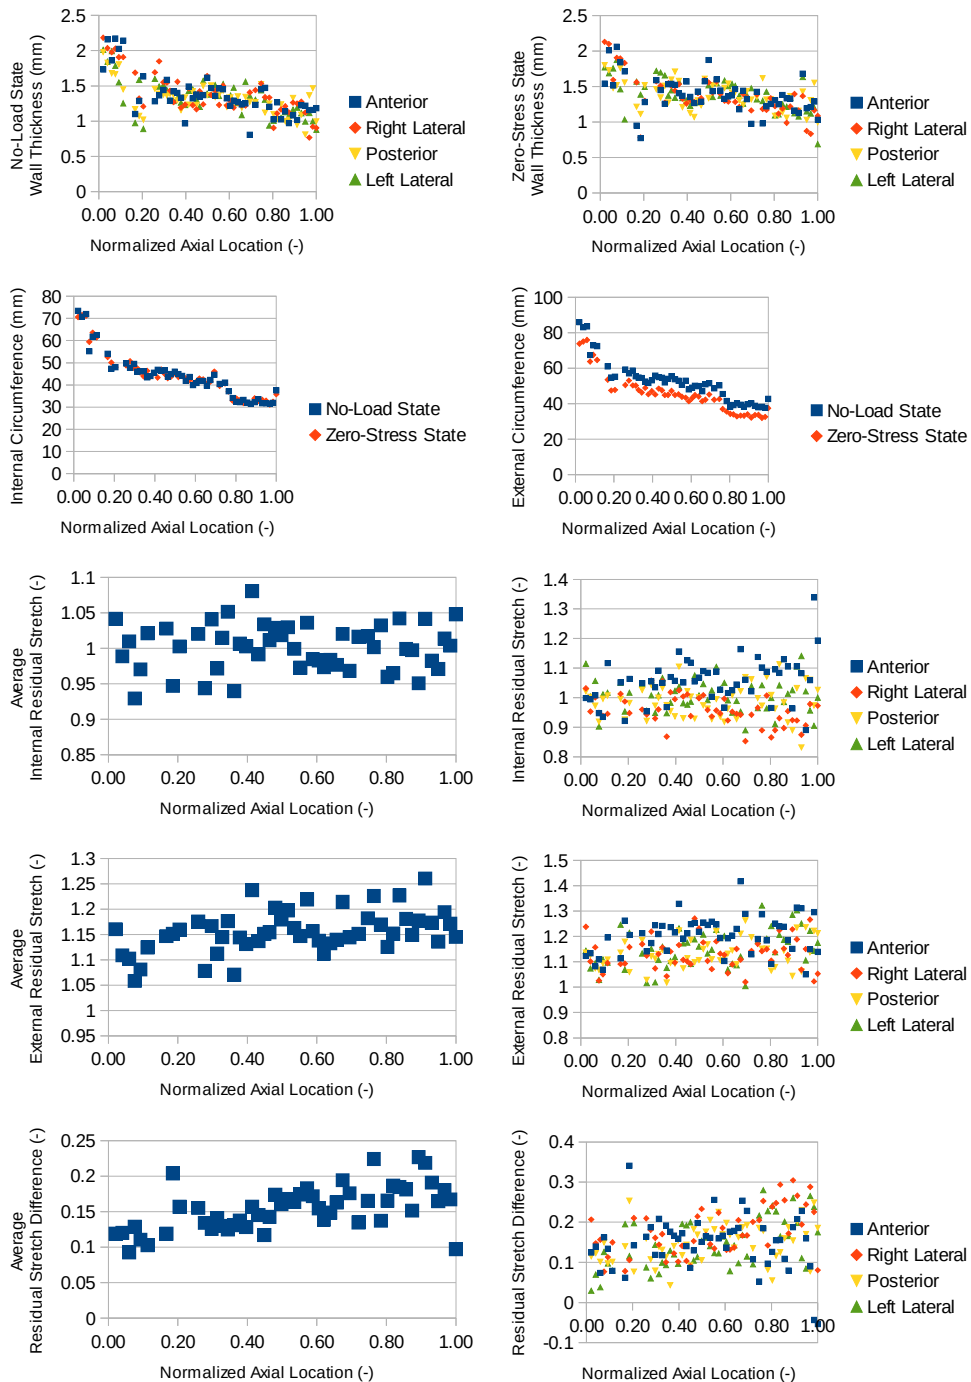 2.5
2
1.5
1
0.5
0
No-Load State
Wall Thickness (mm)
0.00 0.20 0.40 0.60 0.80 1.00
Normalized Axial Location (-)
Anterior
Right Lateral
Posterior
Left Lateral
2.5
2
1.5
1
0.5
0
Zero-Stress State
Wall Thickness (mm)
0.00 0.20 0.40 0.60 0.80 1.00
Normalized Axial Location (-)
Anterior
Right Lateral
Posterior
Left Lateral
80
70
60
50
40
30
20
10
0
Internal Circumference (mm)
0.00 0.20 0.40 0.60 0.80 1.00
Normalized Axial Location (-)
No-Load State
Zero-Stress State
100
80
60
40
20
0
External Circumference (mm)
0.00 0.20 0.40 0.60 0.80 1.00
Normalized Axial Location (-)
No-Load State
Zero-Stress State
1.1
1.05
1
0.95
0.9
0.85
Average
Internal Residual Stretch (-)
0.00 0.20 0.40 0.60 0.80 1.00
Normalized Axial Location (-)
1.4
1.3
1.2
1.1
1
0.9
0.8
Internal Residual Stretch (-)
0.00 0.20 0.40 0.60 0.80 1.00
Normalized Axial Location (-)
Anterior
Right Lateral
Posterior
Left Lateral
1.3
1.25
1.2
1.15
1.1
1.05
1
0.95
Average
External Residual Stretch (-)
0.00 0.20 0.40 0.60 0.80 1.00
Normalized Axial Location (-)
1.5
1.4
1.3
1.2
1.1
1
0.9
0.8
External Residual Stretch (-)
0.00 0.20 0.40 0.60 0.80 1.00
Normalized Axial Location (-)
Anterior
Right Lateral
Posterior
Left Lateral
0.25
0.2
0.15
0.1
0.05
0
Average
Residual Stretch Difference (-)
0.00 0.20 0.40 0.60 0.80 1.00
Normalized Axial Location (-)
0.4
0.3
0.2
0.1
0
-0.1
Residual Stretch Difference (-)
0.00 0.20 0.40 0.60 0.80 1.00
Normalized Axial Location (-)
Anterior
Right Lateral
Posterior
Left Lateral